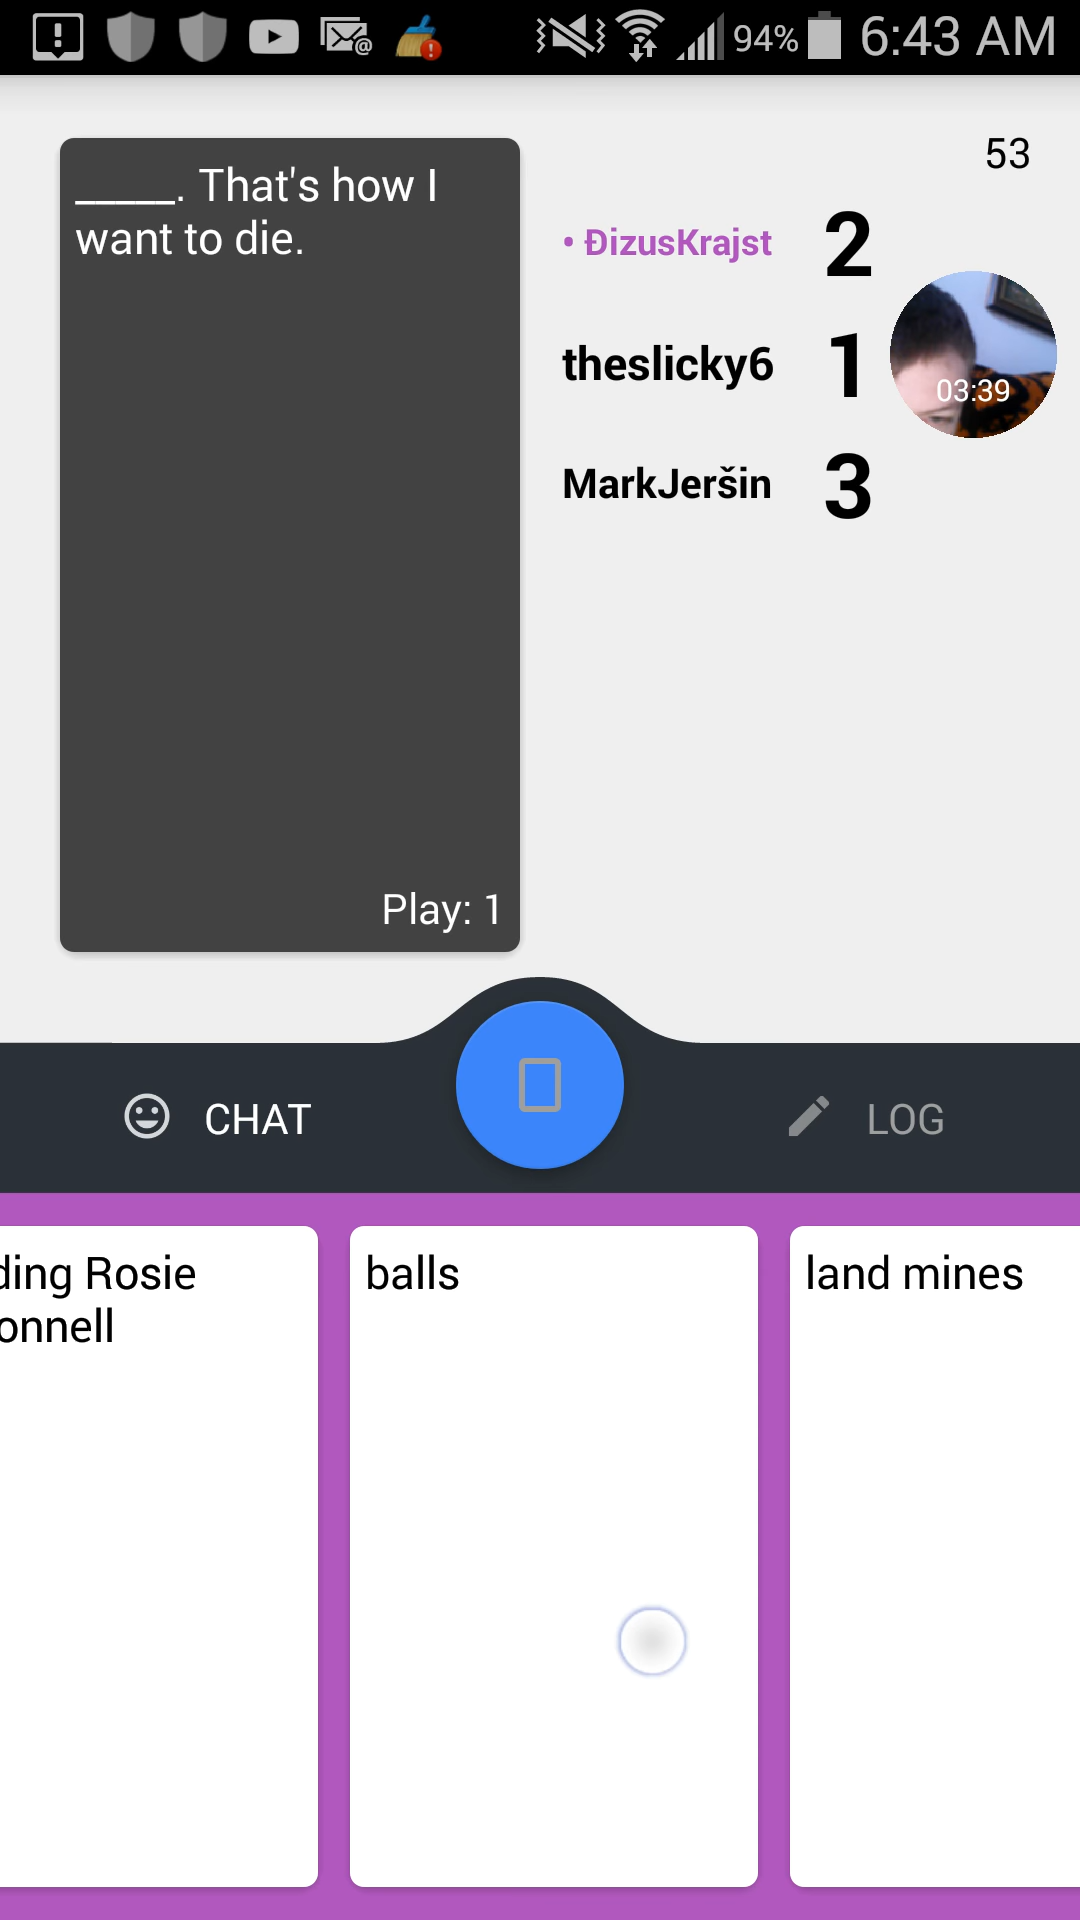 94% 6:43 AM
53
_____. That's how I
want to die.
Play: 1
• ĐizusKrajst 2
theslicky6 1
03:39
MarkJeršin 3
CHAT
LOG
ding Rosie
onnell
balls
land mines